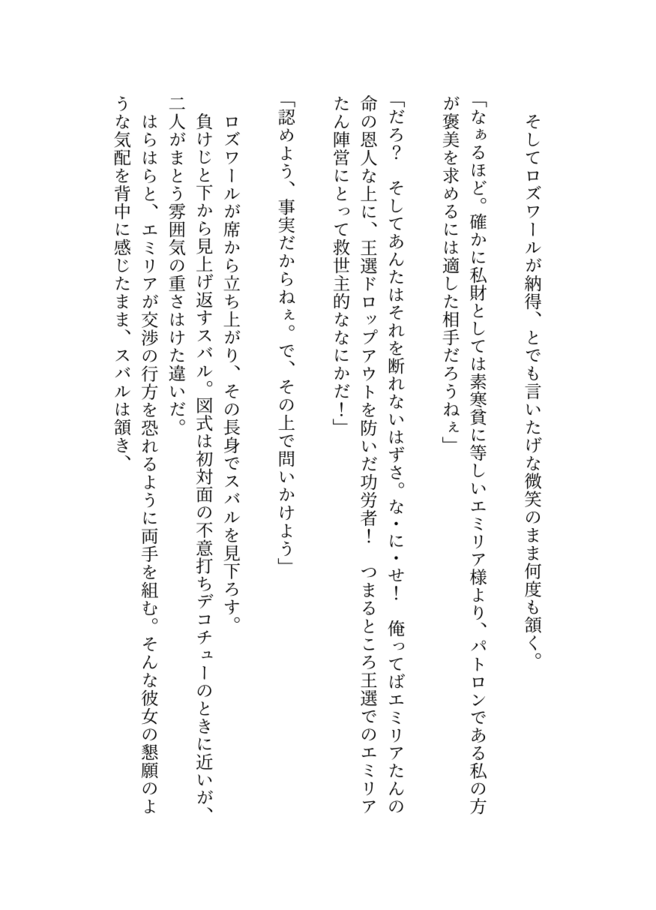 そしてロズワールが納得、とでも言いたげな微笑のまま何度も頷く。
「なぁるほど。確かに私財としては素寒貧に等しいエミリア様より、パトロンである私の方
が褒美を求めるには適した相手だろうねぇ」
「だろ？　そしてあんたはそれを断れないはずさ。な・に・せ！　俺ってばエミリアたんの
命の恩人な上に、王選ドロップアウトを防いだ功労者！　つまるところ王選でのエミリア
たん陣営にとって救世主的ななにかだ！」
「認めよう、事実だからねぇ。で、その上で問いかけよう」
ロズワールが席から立ち上がり、その長身でスバルを見下ろす。
負けじと下から見上げ返すスバル。図式は初対面の不意打ちデコチューのときに近いが、
二人がまとう雰囲気の重さはけた違いだ。
はらはらと、エミリアが交渉の行方を恐れるように両手を組む。そんな彼女の懇願のよ
うな気配を背中に感じたまま、スバルは頷き、